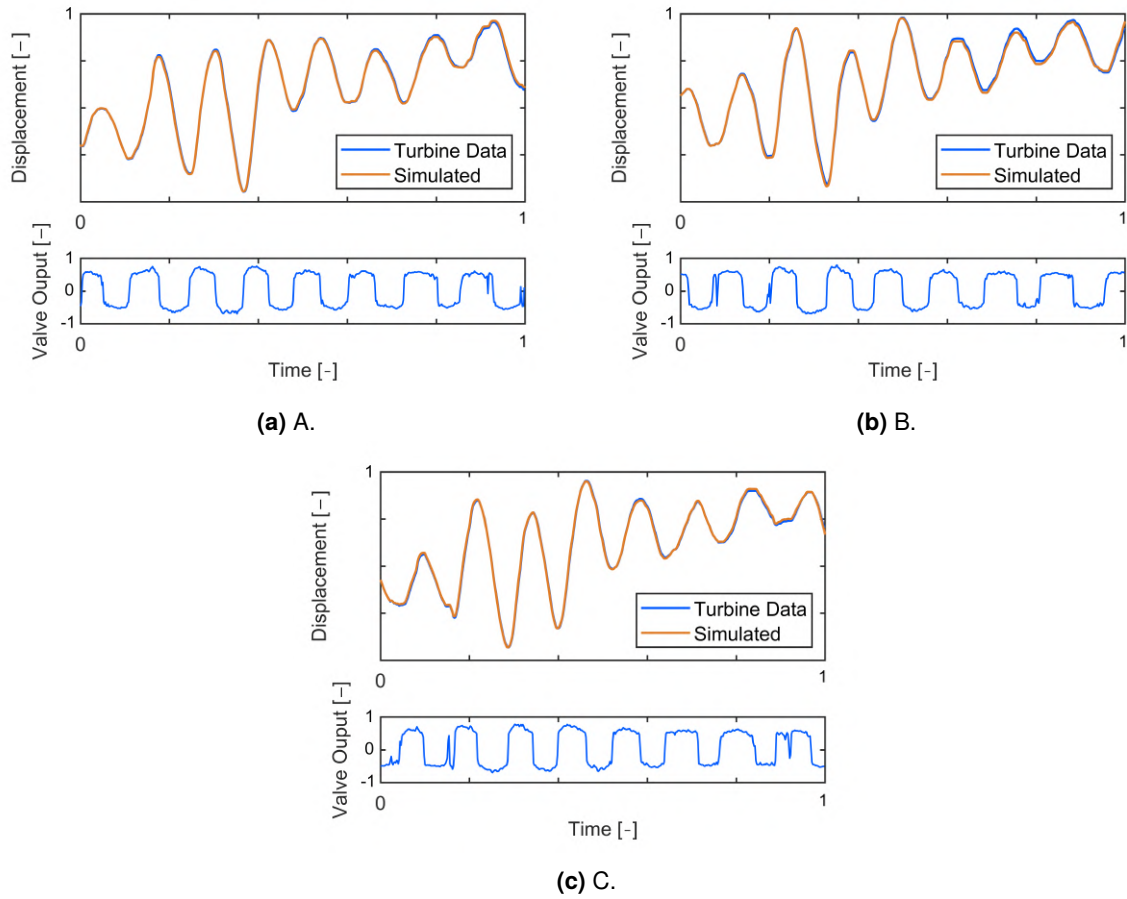 1
Displacement [–]
Turbine Data
Simulated
0
1
1
0
-1
Valve Ouput [–]
0
1
Time [-]
(a) A.
1
Displacement [–]
Turbine Data
Simulated
0
1
1
0
-1
Valve Ouput [–]
0
1
Time [-]
(b) B.
1
Displacement [–]
Turbine Data
Simulated
0
1
1
0
-1
Valve Ouput [–]
0
1
Time [-]
(c) C.